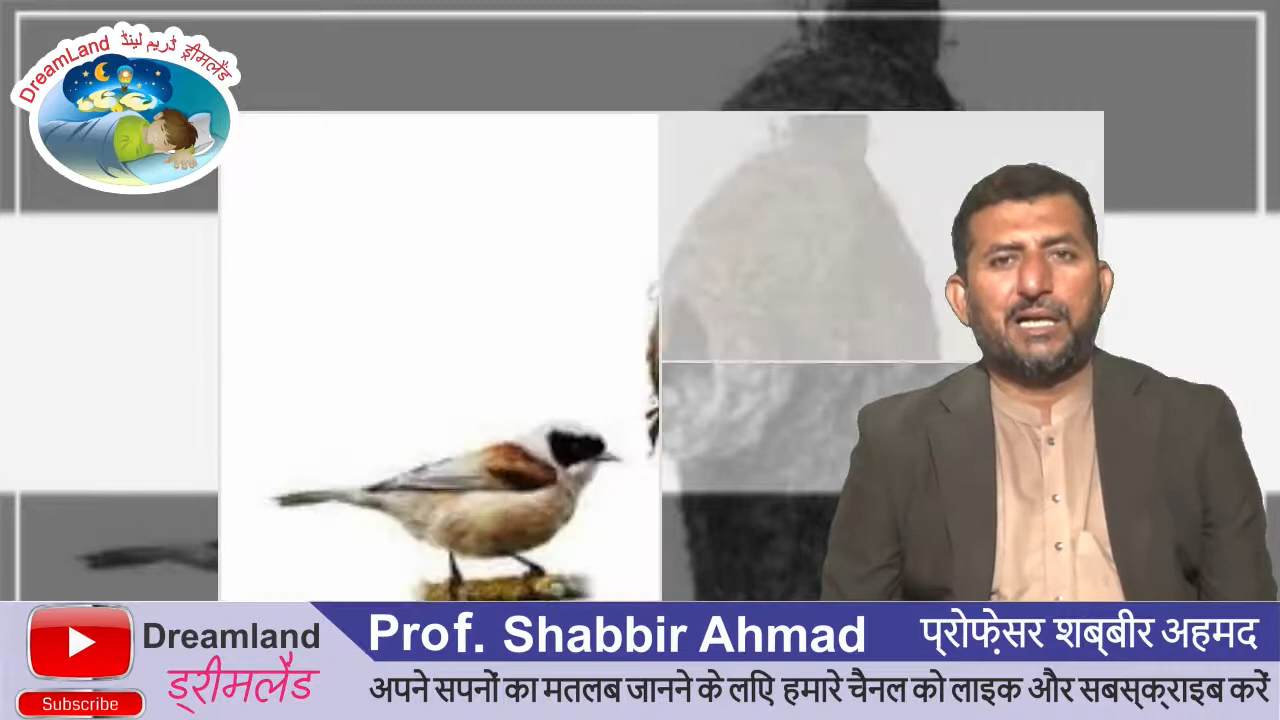 DreamLand ڈریم لینڈ ड्रीमलैंड
Prof. Shabbir Ahmad प्रोफ़ेसर शब्बीर अहमद
Dreamland
ड्रीमलैंड
Subscribe
अपने सपनों का मतलब जानने के लिए हमारे चैनल को लाइक और सबस्क्राइब करें